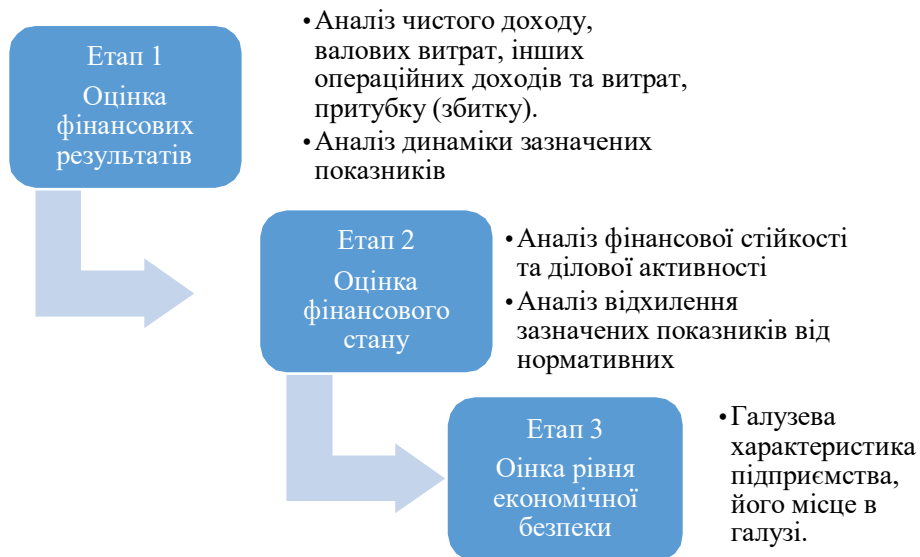 Етап 1
Оцінка
фінансових
результатів
•Аналіз чистого доходу,
валових витрат, інших
операційних доходів та витрат,
притубку (збитку).
•Аналіз динаміки зазначених
показників
Етап 2
Оцінка
фінансового
стану
•Аналіз фінансової стійкості
та ділової активності
•Аналіз відхилення
зазначених показників від
нормативних
Етап 3
Оінка рівня
економічної
безпеки
•Галузева
характеристика
підприємства,
його місце в
галузі.